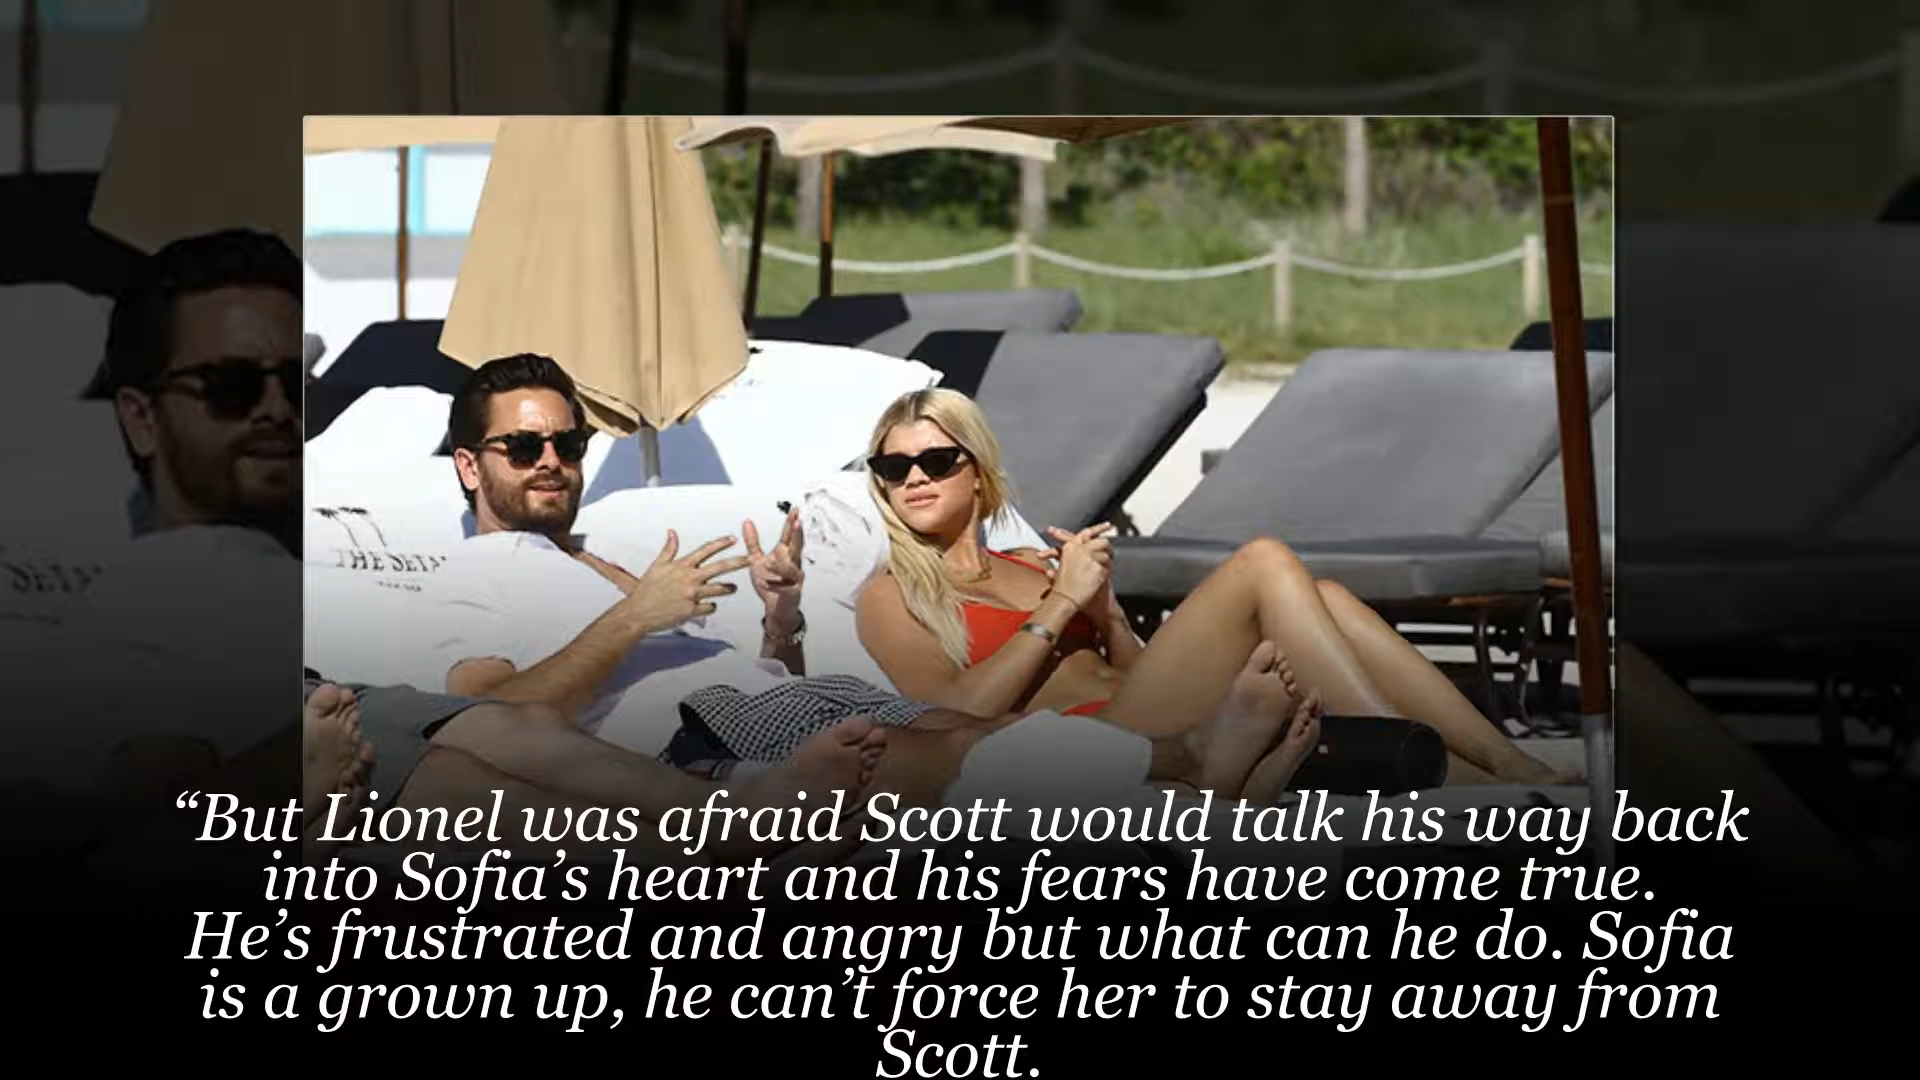 THE SETAI
“But Lionel was afraid Scott would talk his way back
into Sofia’s heart and his fears have come true.
He’s frustrated and angry but what can he do. Sofia
is a grown up, he can’t force her to stay away from
Scott.